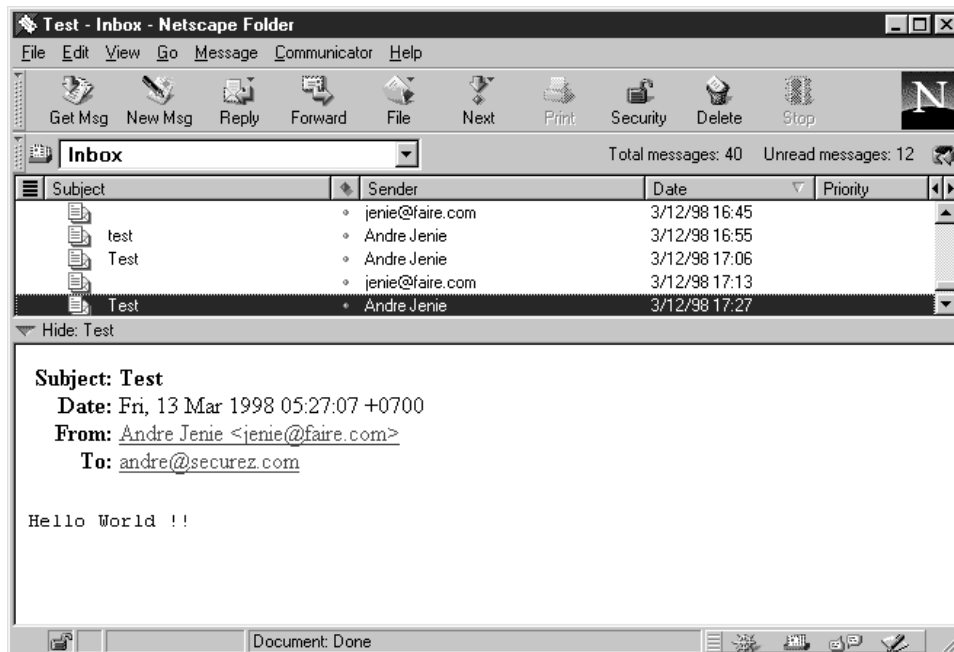 Test - Inbox - Netscape Folder
File Edit View Go Message Communicator Help
Get Msg New Msg Reply Forward File Next Print Security Delete Stop N
Inbox Total messages: 40 Unread messages: 12
Subject Sender Date Priority
jenie@faire.com 3/12/98 16:45
test Andre Jenie 3/12/98 16:55
Test Andre Jenie 3/12/98 17:06
jenie@faire.com 3/12/98 17:13
Test Andre Jenie 3/12/98 17:27
Hide: Test
Subject: Test
Date: Fri, 13 Mar 1998 05:27:07 +0700
From: Andre Jenie <jenie@faire.com>
To: andre@securez.com
Hello World !!
Document: Done